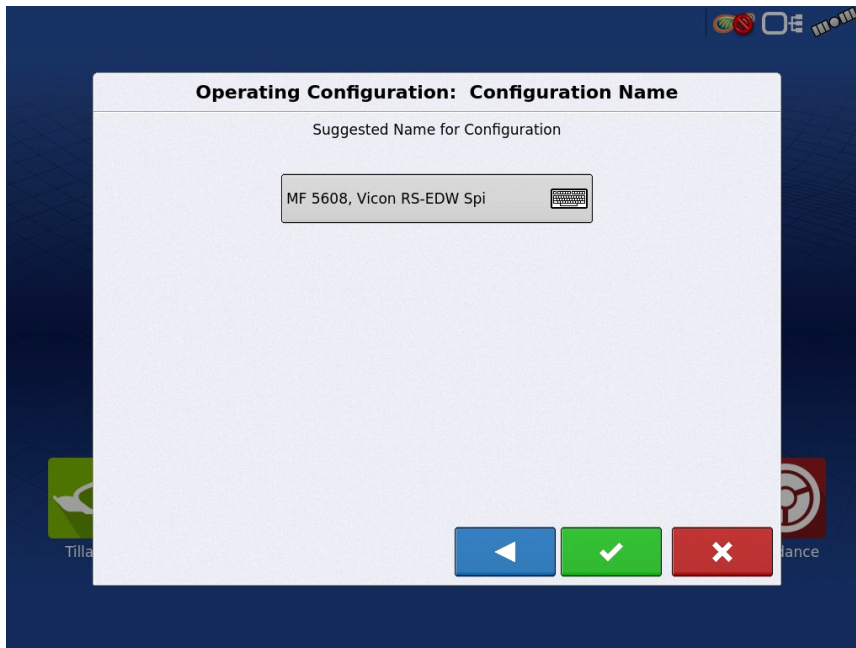 Operating Configuration: Configuration Name
Suggested Name for Configuration
MF 5608, Vicon RS-EDW Spi
Tilla
dance